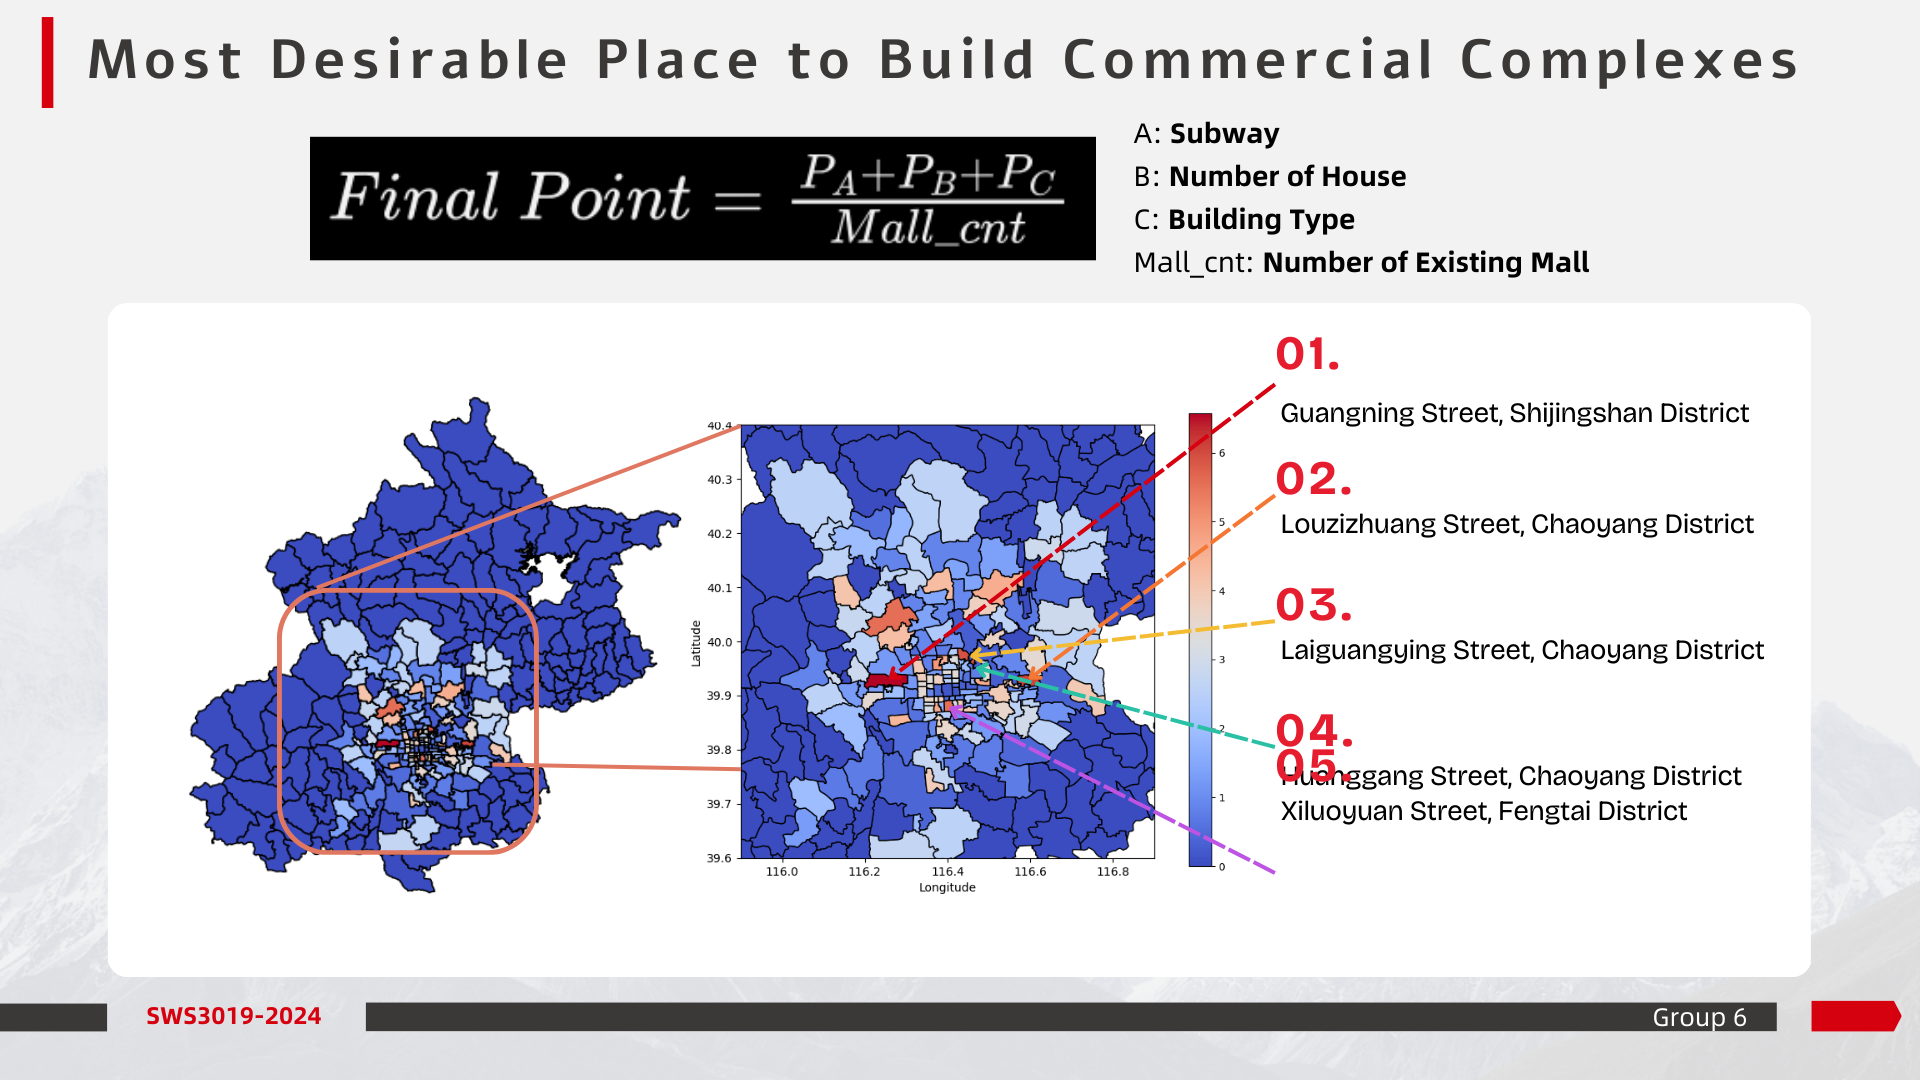 Most Desirable Place to Build Commercial Complexes
Final Point = P_A+P_B+P_C / Mall_cnt
A: Subway
B: Number of House
C: Building Type
Mall_cnt: Number of Existing Mall
01.
Guangning Street, Shijingshan District
02.
Louzizhuang Street, Chaoyang District
03.
Laiguangying Street, Chaoyang District
04.
Huanggang Street, Chaoyang District
05.
Xiluoyuan Street, Fengtai District
40.4
40.3
40.2
40.1
40.0
39.9
39.8
39.7
39.6
Latitude
116.0 116.2 116.4 116.6 116.8
Longitude
6
5
4
3
2
1
0
SWS3019-2024
Group 6